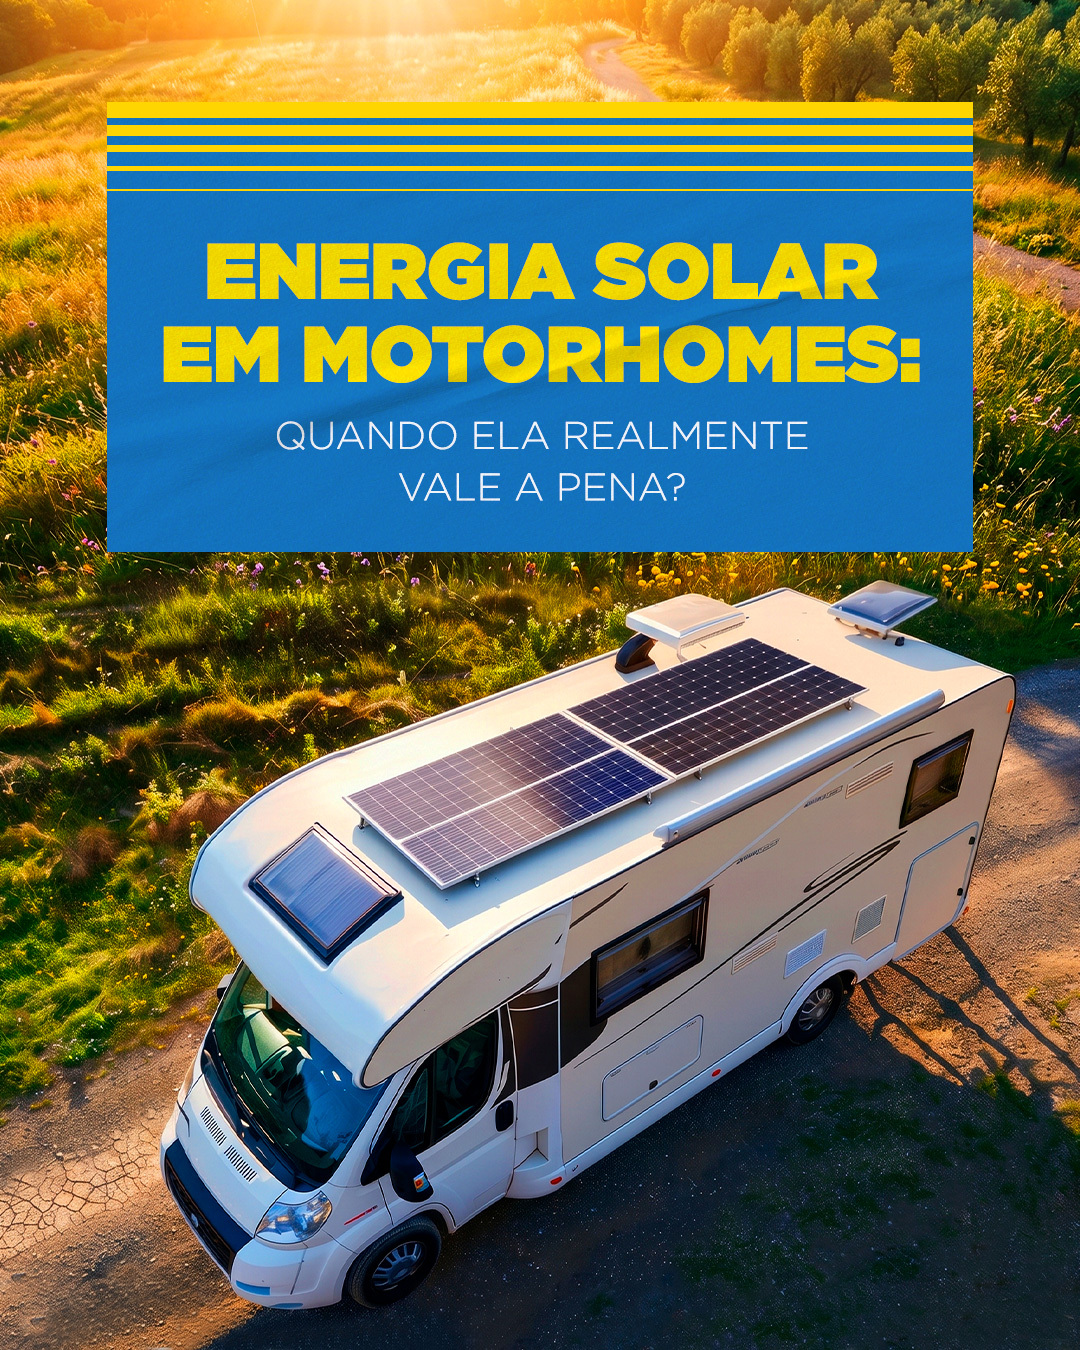 ENERGIA SOLAR
EM MOTORHOMES:
QUANDO ELA REALMENTE
VALE A PENA?